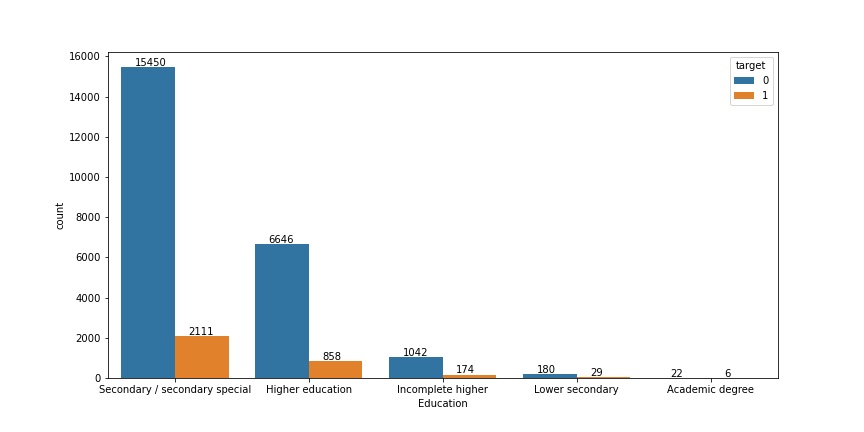 16000
14000
12000
10000
8000
6000
4000
2000
0
count
15450
2111
6646
858
1042
174
180
29
22
6
target
0
1
Secondary / secondary special
Higher education
Incomplete higher
Lower secondary
Academic degree
Education